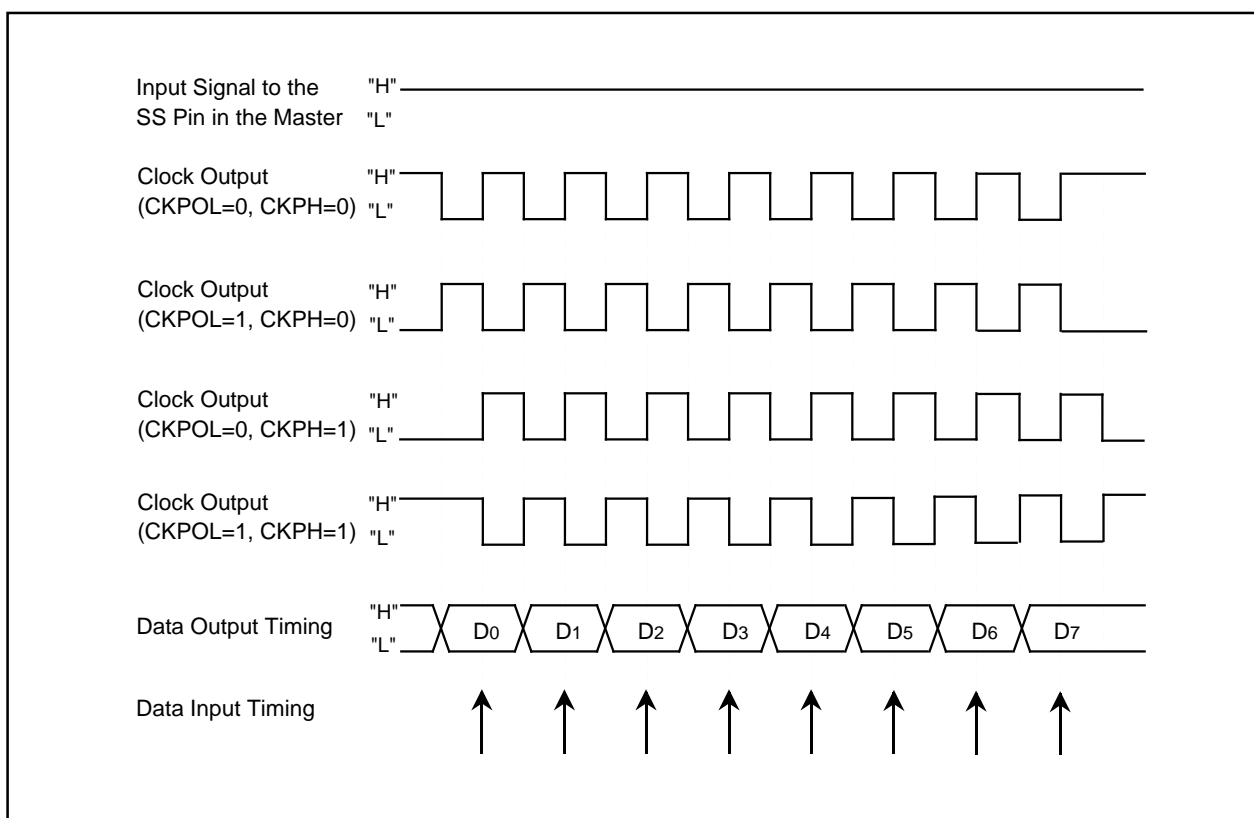 Input Signal to the "H"
SS Pin in the Master "L"
Clock Output "H"
(CKPOL=0, CKPH=0) "L"
Clock Output "H"
(CKPOL=1, CKPH=0) "L"
Clock Output "H"
(CKPOL=0, CKPH=1) "L"
Clock Output "H"
(CKPOL=1, CKPH=1) "L"
"H"
Data Output Timing D0 D1 D2 D3 D4 D5 D6 D7
"L"
Data Input Timing